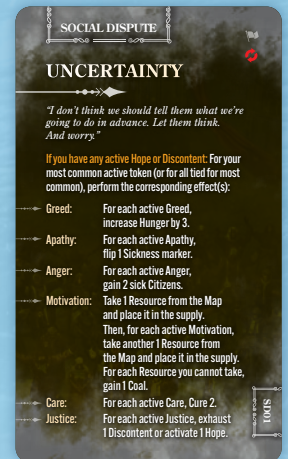 SOCIAL DISPUTE
UNCERTAINTY
“I don’t think we should tell them what we’re
going to do in advance. Let them think.
And worry.”
If you have any active Hope or Discontent: For your
most common active token (or for all tied for most
common), perform the corresponding effect(s):
Greed: For each active Greed,
increase Hunger by 3.
Apathy: For each active Apathy,
flip 1 Sickness marker.
Anger: For each active Anger,
gain 2 sick Citizens.
Motivation: Take 1 Resource from the Map
and place it in the supply.
Then, for each active Motivation,
take another 1 Resource from
the Map and place it in the supply.
For each Resource you cannot take,
gain 1 Coal.
Care: For each active Care, Cure 2.
Justice: For each active Justice, exhaust
1 Discontent or activate 1 Hope.
SD01